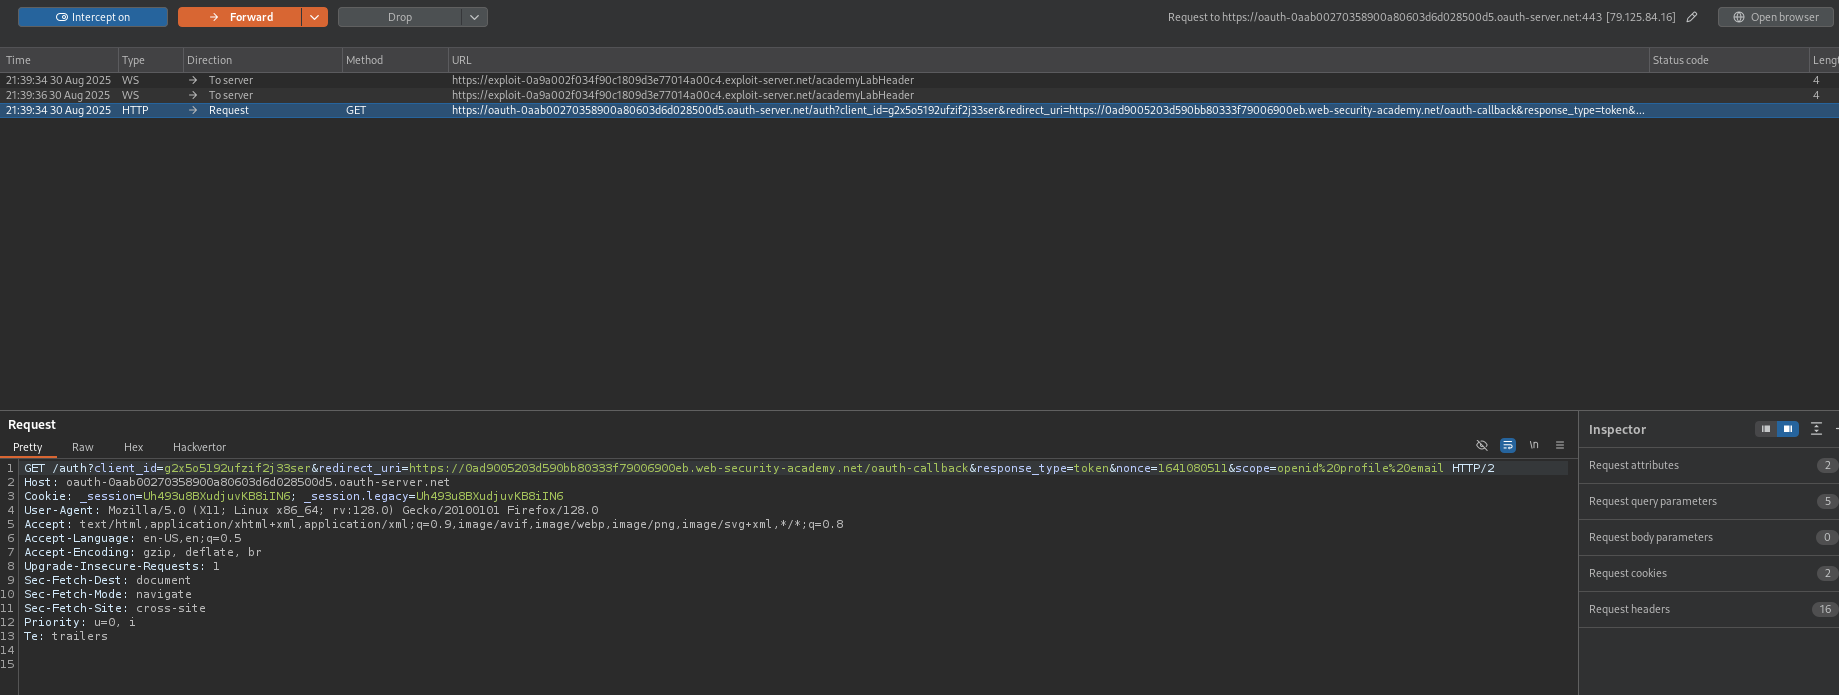 Intercept on Forward Drop Request to https://oauth-0aab00270358900a80603d6d028500d5.oauth-server.net:443 [79.125.84.16] Open browser
Time Type Direction Method URL Status code Lengt
21:39:34 30 Aug 2025 WS To server https://exploit-0a9a002f034f90c1809d3e77014a00c4.exploit-server.net/academyLabHeader 4
21:39:36 30 Aug 2025 WS To server https://exploit-0a9a002f034f90c1809d3e77014a00c4.exploit-server.net/academyLabHeader 4
21:39:34 30 Aug 2025 HTTP Request GET https://oauth-0aab00270358900a80603d6d028500d5.oauth-server.net/auth?client_id=g2x5o5192ufzif2j33ser&redirect_uri=https://0ad9005203d590bb80333f79006900eb.web-security-academy.net/oauth-callback&response_type=token&...
Request
Pretty Raw Hex Hackvertor \n
1 GET /auth?client_id=g2x5o5192ufzif2j33ser&redirect_uri=https://0ad9005203d590bb80333f79006900eb.web-security-academy.net/oauth-callback&response_type=token&nonce=1641080511&scope=openid%20profile%20email HTTP/2
2 Host: oauth-0aab00270358900a80603d6d028500d5.oauth-server.net
3 Cookie: _session=Uh493u8BXudjuvKB8iIN6; _session.legacy=Uh493u8BXudjuvKB8iIN6
4 User-Agent: Mozilla/5.0 (X11; Linux x86_64; rv:128.0) Gecko/20100101 Firefox/128.0
5 Accept: text/html,application/xhtml+xml,application/xml;q=0.9,image/avif,image/webp,image/png,image/svg+xml,*/*;q=0.8
6 Accept-Language: en-US,en;q=0.5
7 Accept-Encoding: gzip, deflate, br
8 Upgrade-Insecure-Requests: 1
9 Sec-Fetch-Dest: document
10 Sec-Fetch-Mode: navigate
11 Sec-Fetch-Site: cross-site
12 Priority: u=0, i
13 Te: trailers
14
15
Inspector
Request attributes 2
Request query parameters 5
Request body parameters 0
Request cookies 2
Request headers 16